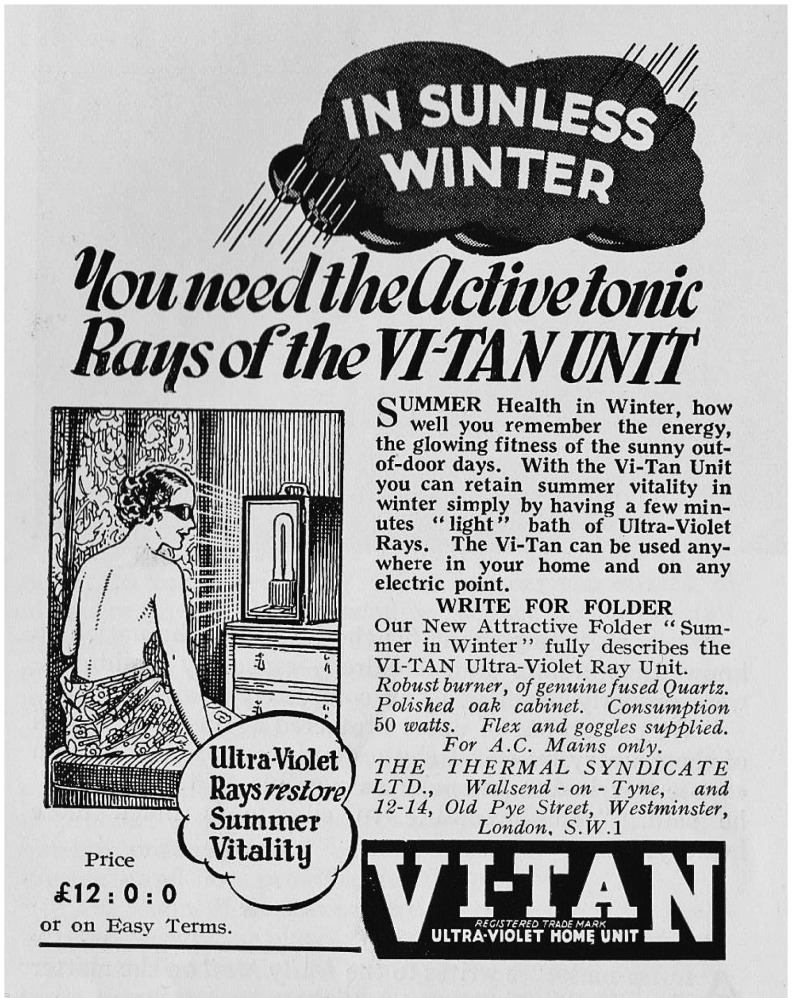 IN SUNLESS
WINTER
You need the Active tonic
Rays of the VI-TAN UNIT
SUMMER Health in Winter, how
well you remember the energy,
the glowing fitness of the sunny out-
of-door days. With the Vi-Tan Unit
you can retain summer vitality in
winter simply by having a few min-
utes "light" bath of Ultra-Violet
Rays. The Vi-Tan can be used any-
where in your home and on any
electric point.
WRITE FOR FOLDER
Our New Attractive Folder "Sum-
mer in Winter" fully describes the
VI-TAN Ultra-Violet Ray Unit.
Robust burner, of genuine fused Quartz.
Polished oak cabinet. Consumption
50 watts. Flex and goggles supplied.
For A.C. Mains only.
THE THERMAL SYNDICATE
LTD., Wallsend-on-Tyne, and
12-14, Old Pye Street, Westminster,
London, S.W.1
Ultra-Violet
Rays restore
Summer
Vitality
Price
£12:0:0
or on Easy Terms.
VI-TAN
REGISTERED TRADE MARK
ULTRA-VIOLET HOME UNIT